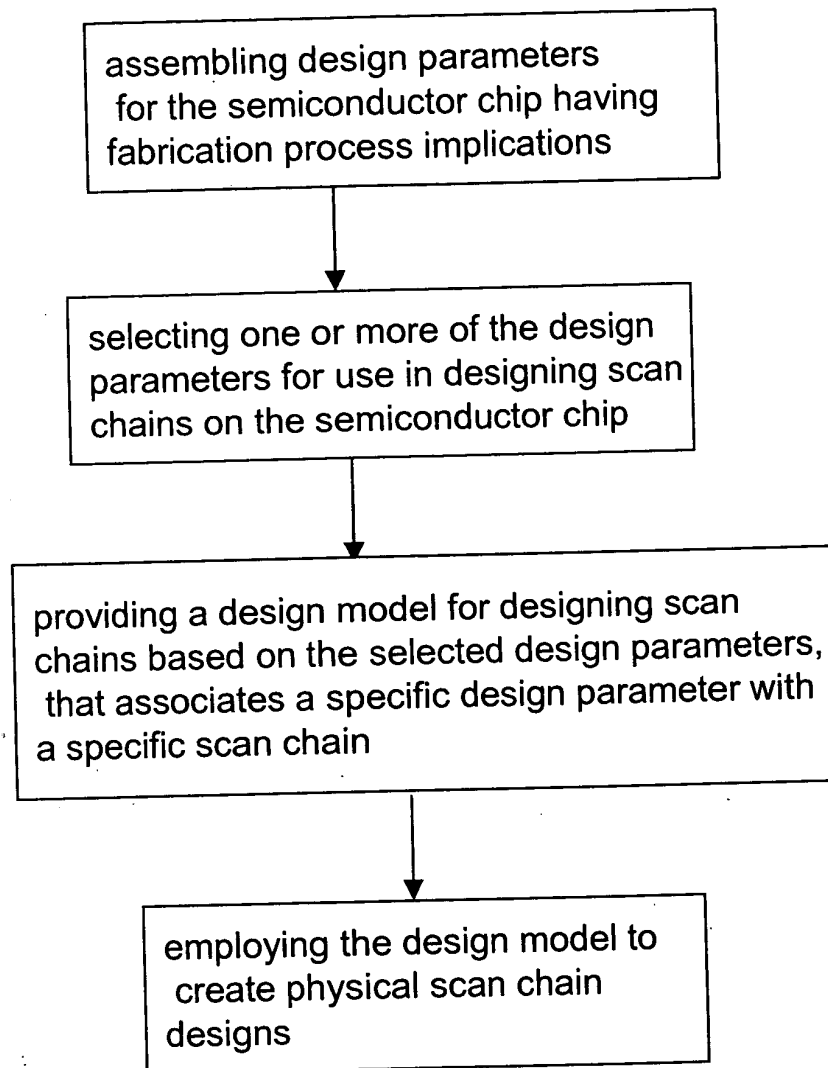 assembling design parameters
for the semiconductor chip having
fabrication process implications
selecting one or more of the design
parameters for use in designing scan
chains on the semiconductor chip
providing a design model for designing scan
chains based on the selected design parameters,
that associates a specific design parameter with
a specific scan chain
employing the design model to
create physical scan chain
designs